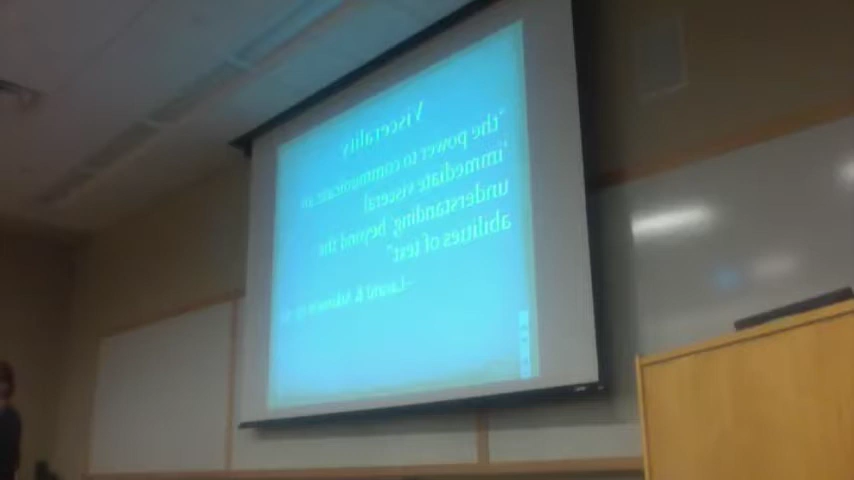 Viscerality
"the power to communicate an
"immediate visceral
understanding, beyond the
abilities of text"